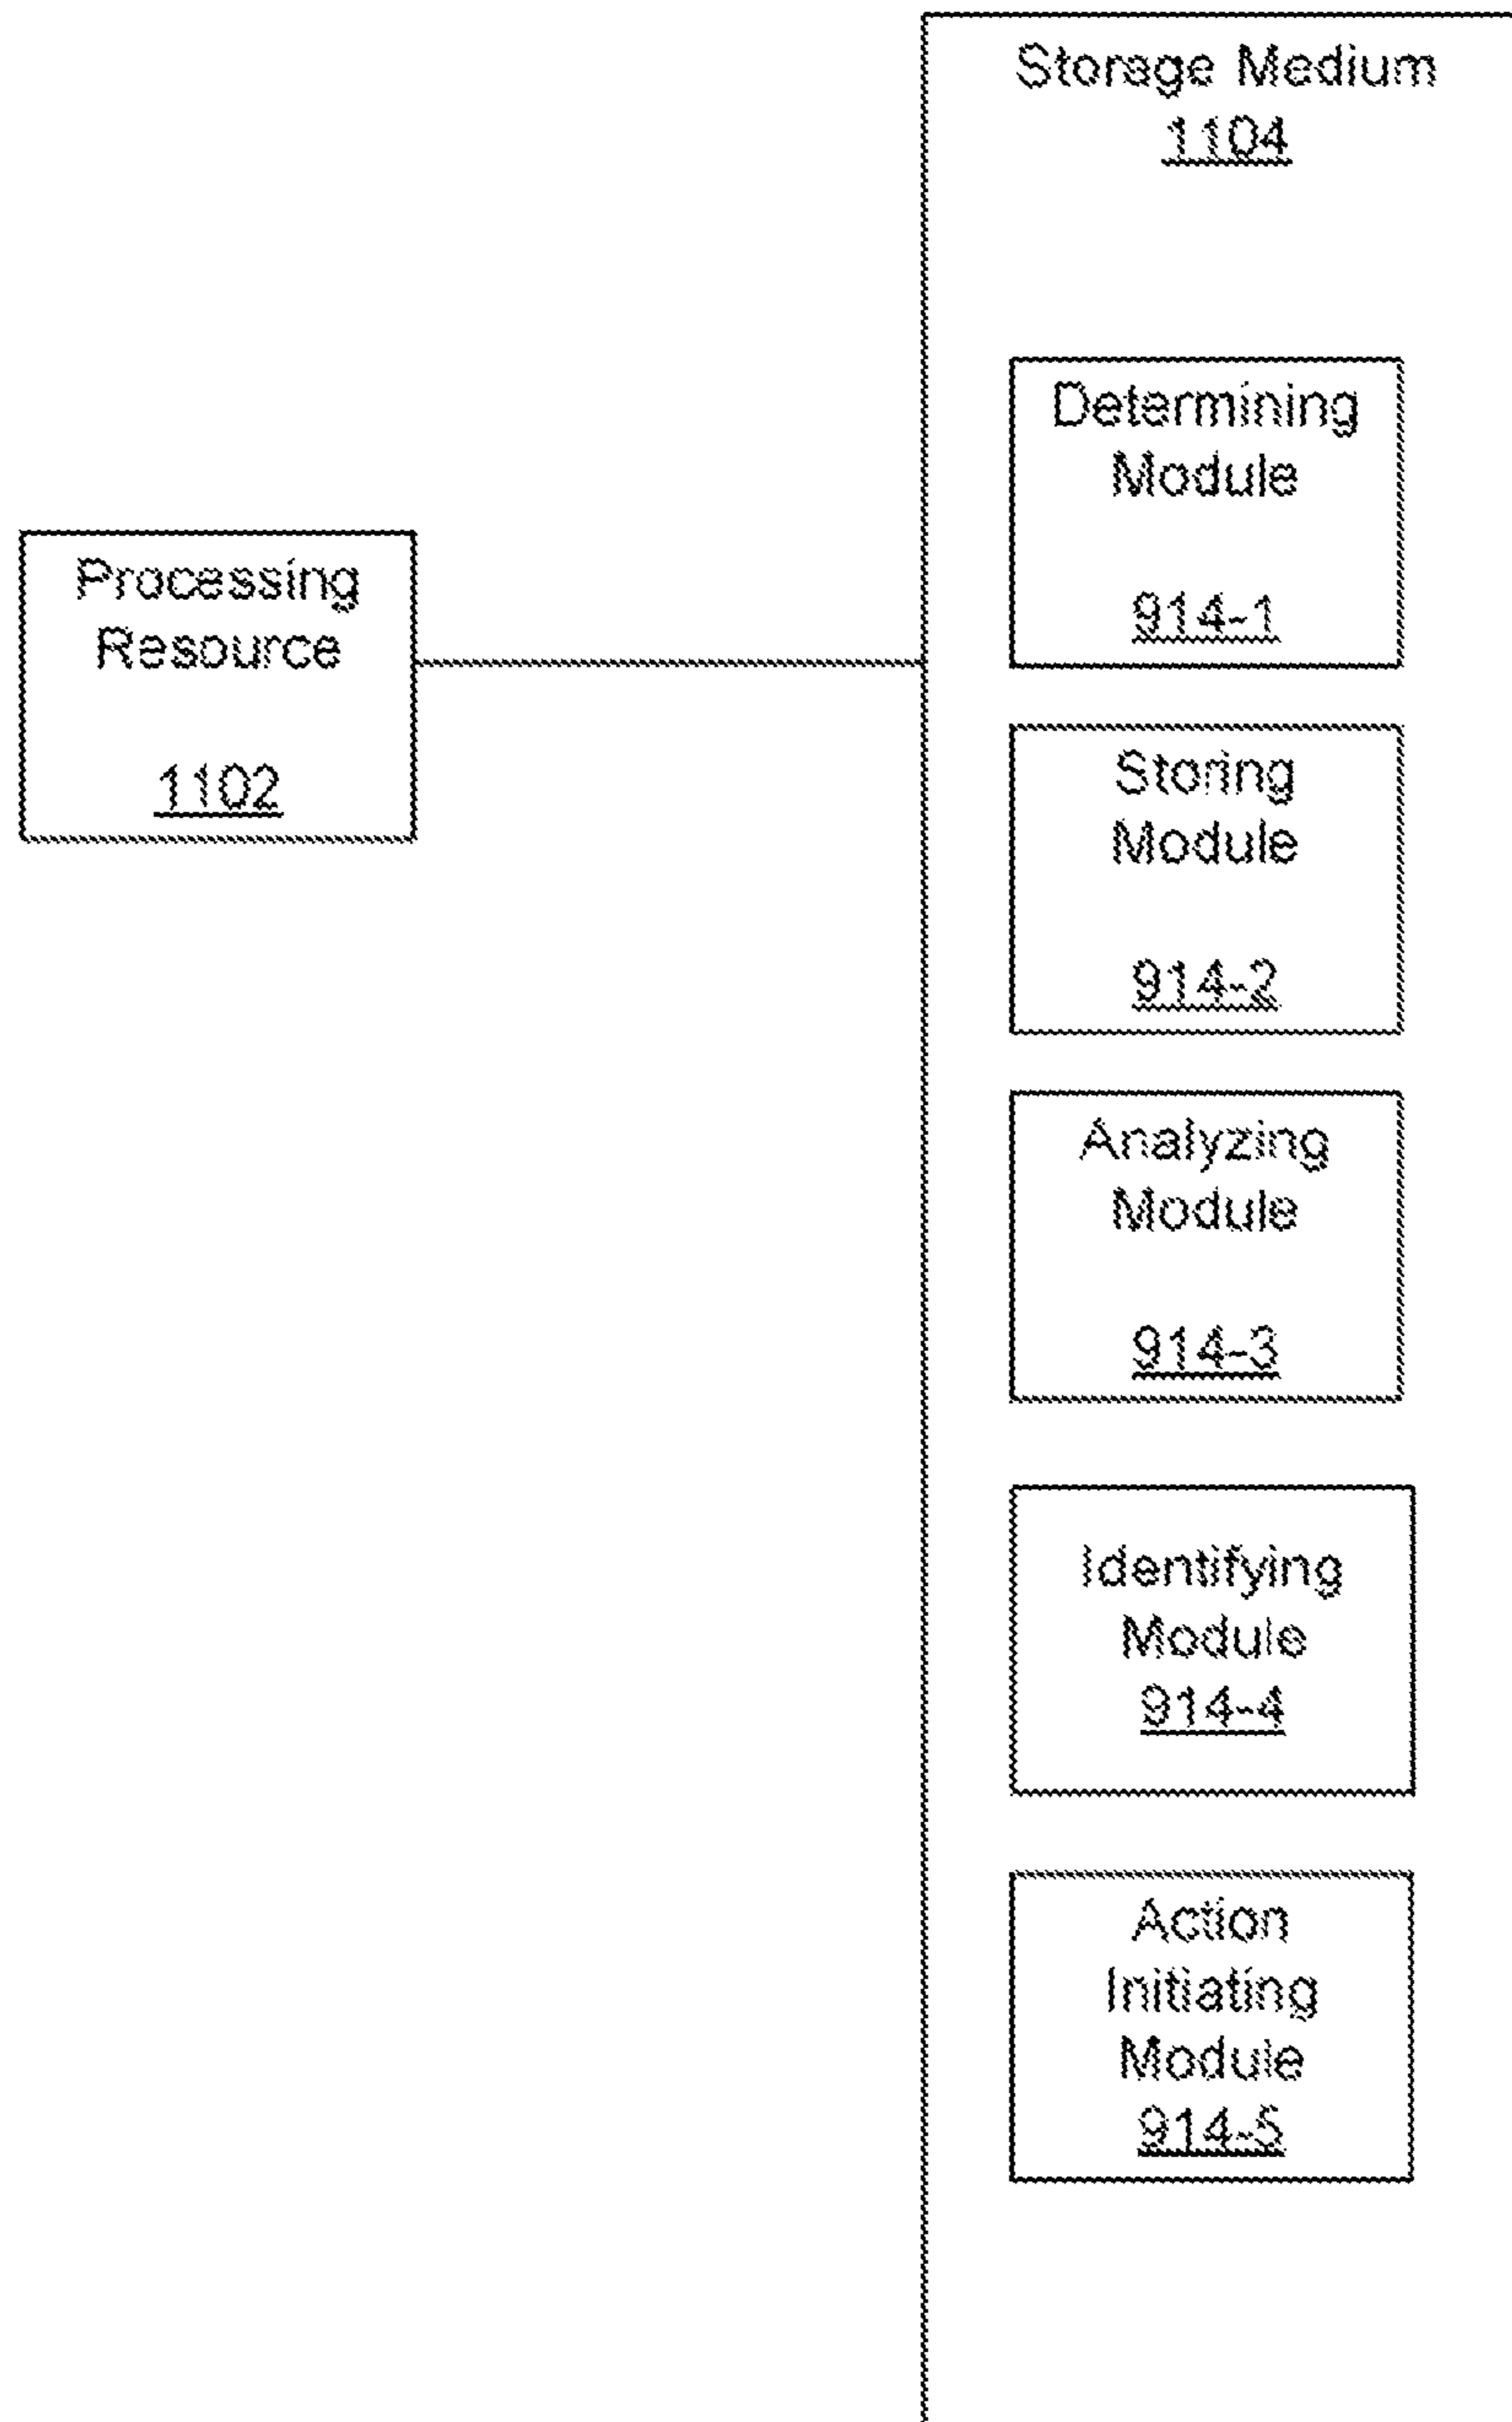 Storage Medium
1104
Determining
Module
914-1
Processing
Resource
1102
Storing
Module
914-2
Analyzing
Module
914-3
Identifying
Module
914-4
Action
Initiating
Module
914-5